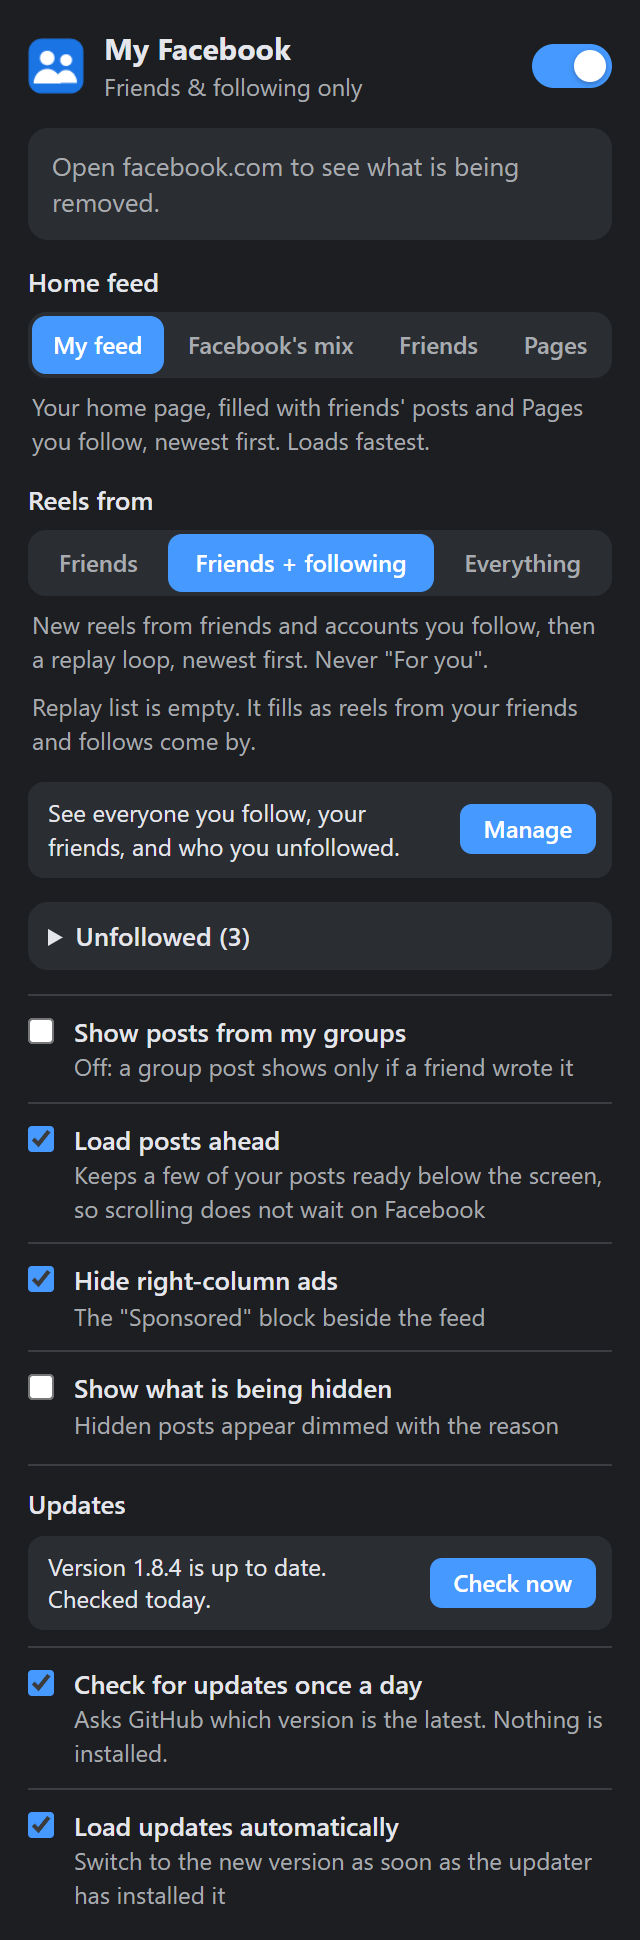 My Facebook
Friends & following only
Open facebook.com to see what is being
removed.
Home feed
My feed Facebook's mix Friends Pages
Your home page, filled with friends' posts and Pages
you follow, newest first. Loads fastest.
Reels from
Friends Friends + following Everything
New reels from friends and accounts you follow, then
a replay loop, newest first. Never "For you".
Replay list is empty. It fills as reels from your friends
and follows come by.
See everyone you follow, your
friends, and who you unfollowed.
Manage
Unfollowed (3)
Show posts from my groups
Off: a group post shows only if a friend wrote it
Load posts ahead
Keeps a few of your posts ready below the screen,
so scrolling does not wait on Facebook
Hide right-column ads
The "Sponsored" block beside the feed
Show what is being hidden
Hidden posts appear dimmed with the reason
Updates
Version 1.8.4 is up to date.
Checked today.
Check now
Check for updates once a day
Asks GitHub which version is the latest. Nothing is
installed.
Load updates automatically
Switch to the new version as soon as the updater
has installed it